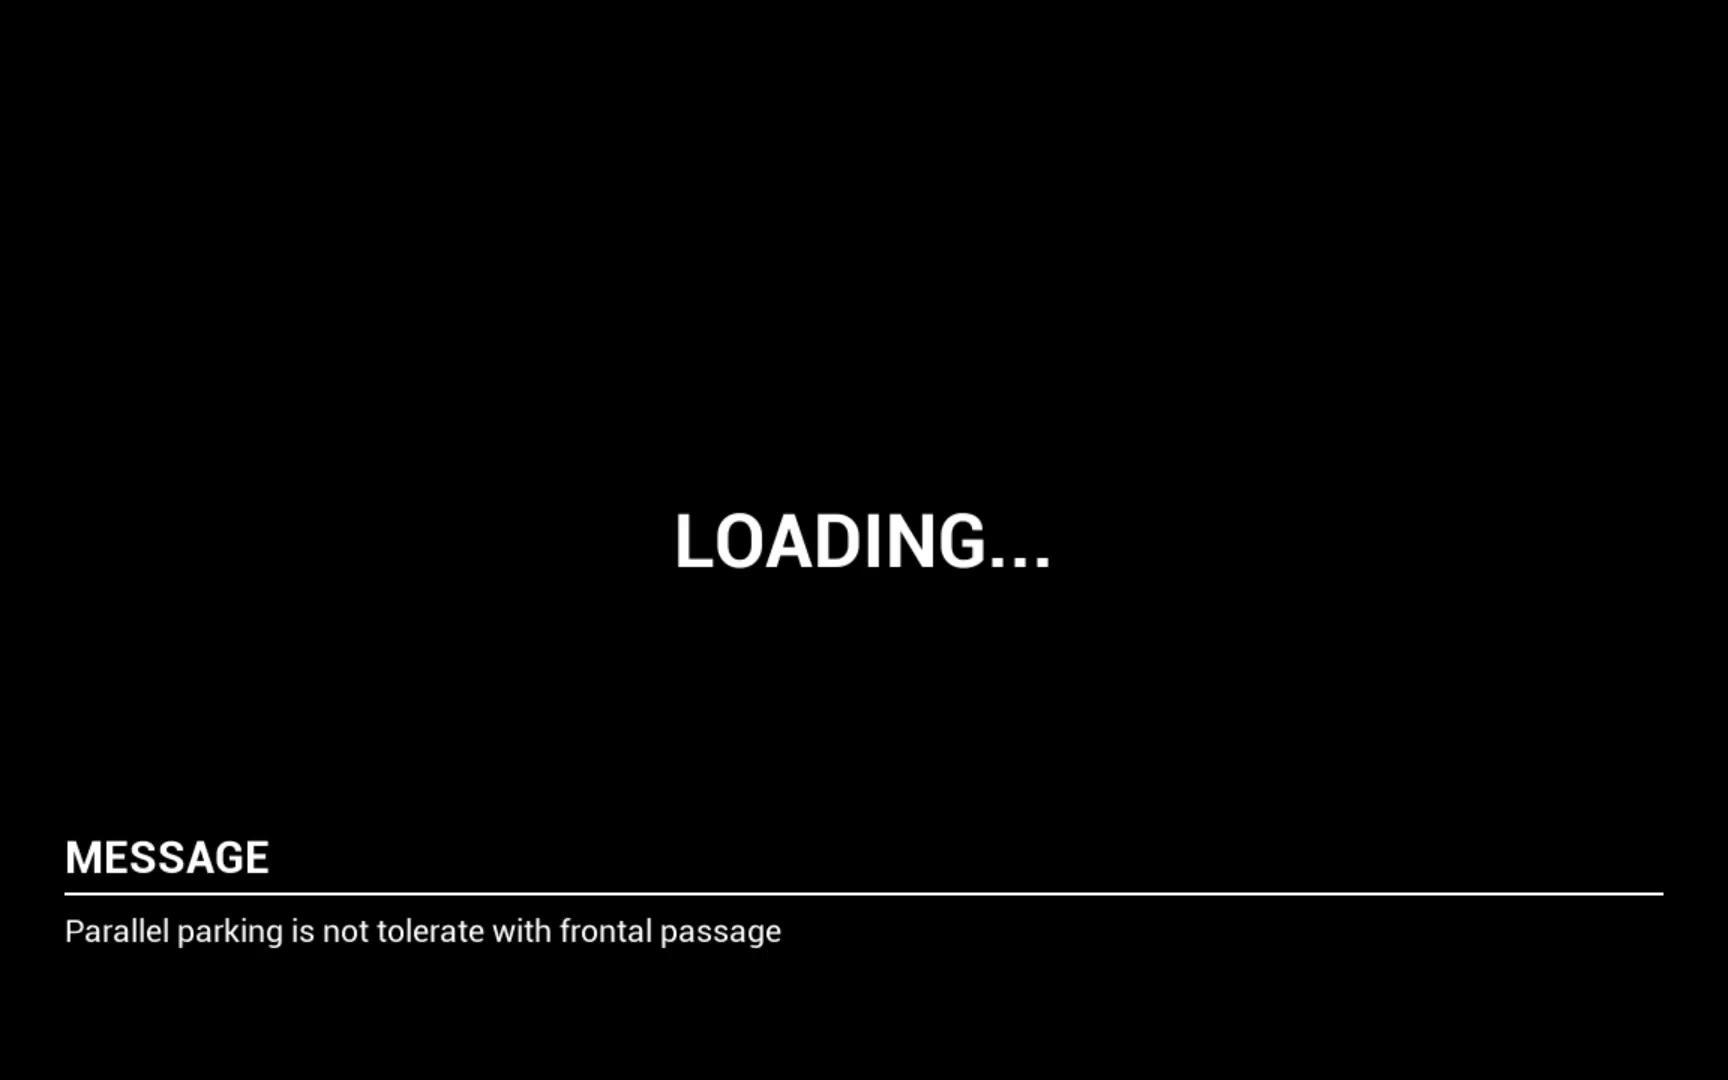 LOADING...
MESSAGE
Parallel parking is not tolerate with frontal passage